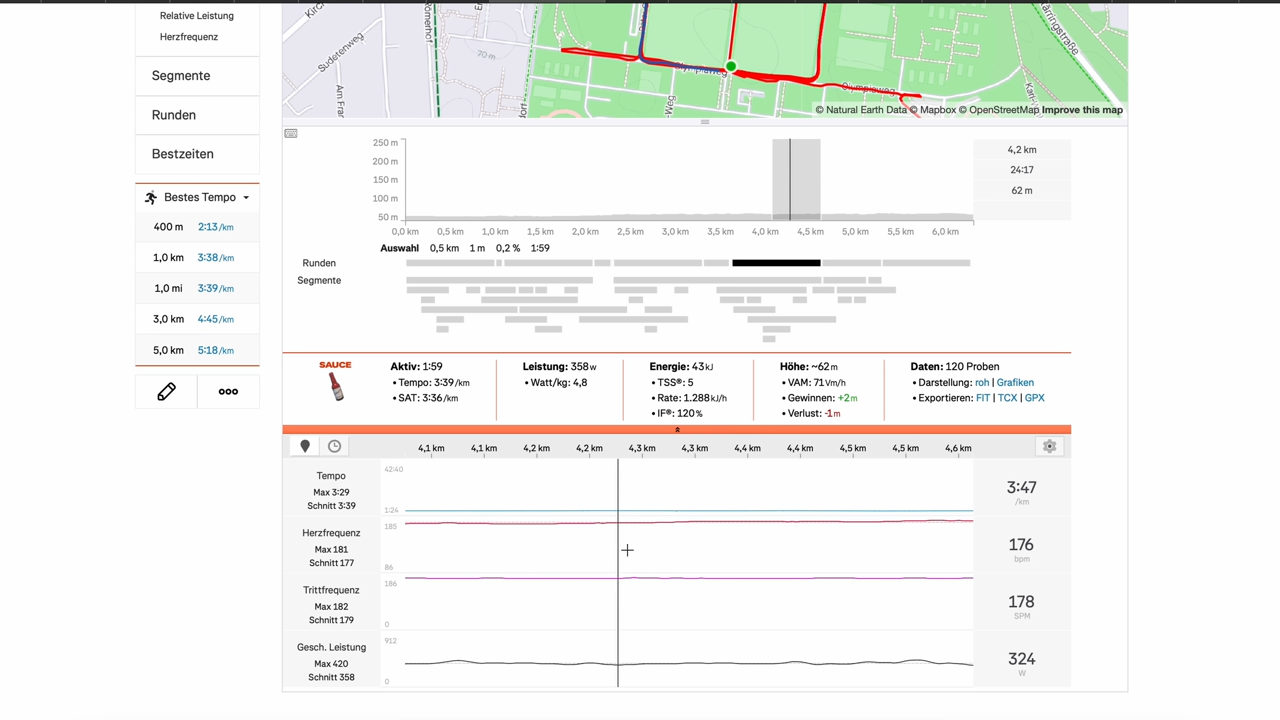 Relative Leistung
Herzfrequenz
Segmente
Runden
Bestzeiten
Bestes Tempo
400 m 2:13/km
1,0 km 3:38/km
1,0 mi 3:39/km
3,0 km 4:45/km
5,0 km 5:18/km
Sudetenweg
Römerhof
Am Fra
70 m
dorf
Olympiaweg
-Weg
Olympiaweg
© Natural Earth Data © Mapbox © OpenStreetMap Improve this map
250 m
200 m
150 m
100 m
50 m
4,2 km
24:17
62 m
0,0 km 0,5 km 1,0 km 1,5 km 2,0 km 2,5 km 3,0 km 3,5 km 4,0 km 4,5 km 5,0 km 5,5 km 6,0 km
Auswahl 0,5 km 1 m 0,2 % 1:59
Runden
Segmente
SAUCE
Aktiv: 1:59
• Tempo: 3:39/km
• SAT: 3:36/km
Leistung: 358w
• Watt/kg: 4,8
Energie: 43kJ
• TSS®: 5
• Rate: 1.288kJ/h
• IF®: 120%
Höhe: ~62m
• VAM: 71Vm/h
• Gewinnen: +2m
• Verlust: -1m
Daten: 120 Proben
• Darstellung: roh | Grafiken
• Exportieren: FIT | TCX | GPX
4,1 km 4,1 km 4,2 km 4,2 km 4,3 km 4,3 km 4,4 km 4,4 km 4,5 km 4,5 km 4,6 km
Tempo
Max 3:29
Schnitt 3:39
42:40
1:24
3:47
/km
Herzfrequenz
Max 181
Schnitt 177
185
86
176
bpm
Trittfrequenz
Max 182
Schnitt 179
186
0
178
SPM
Gesch. Leistung
Max 420
Schnitt 358
912
0
324
W